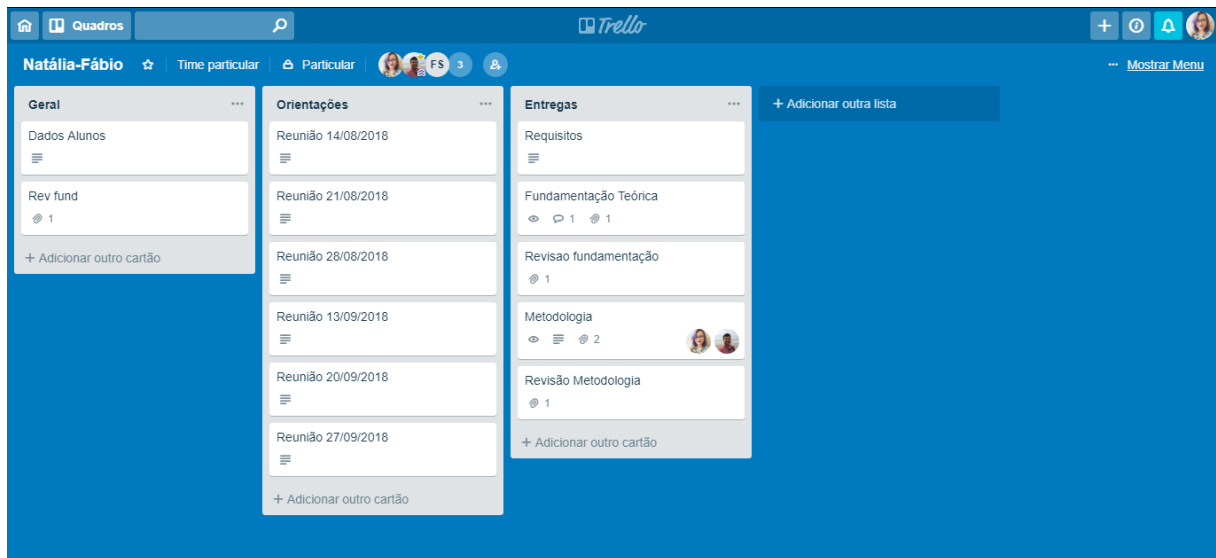 Quadros
Trello
Natália-Fábio
Time particular
Particular
FS
3
Mostrar Menu
Geral
Dados Alunos
Rev fund
1
+ Adicionar outro cartão
Orientações
Reunião 14/08/2018
Reunião 21/08/2018
Reunião 28/08/2018
Reunião 13/09/2018
Reunião 20/09/2018
Reunião 27/09/2018
+ Adicionar outro cartão
Entregas
Requisitos
Fundamentação Teórica
1 1
Revisao fundamentação
1
Metodologia
2
Revisão Metodologia
1
+ Adicionar outro cartão
+ Adicionar outra lista